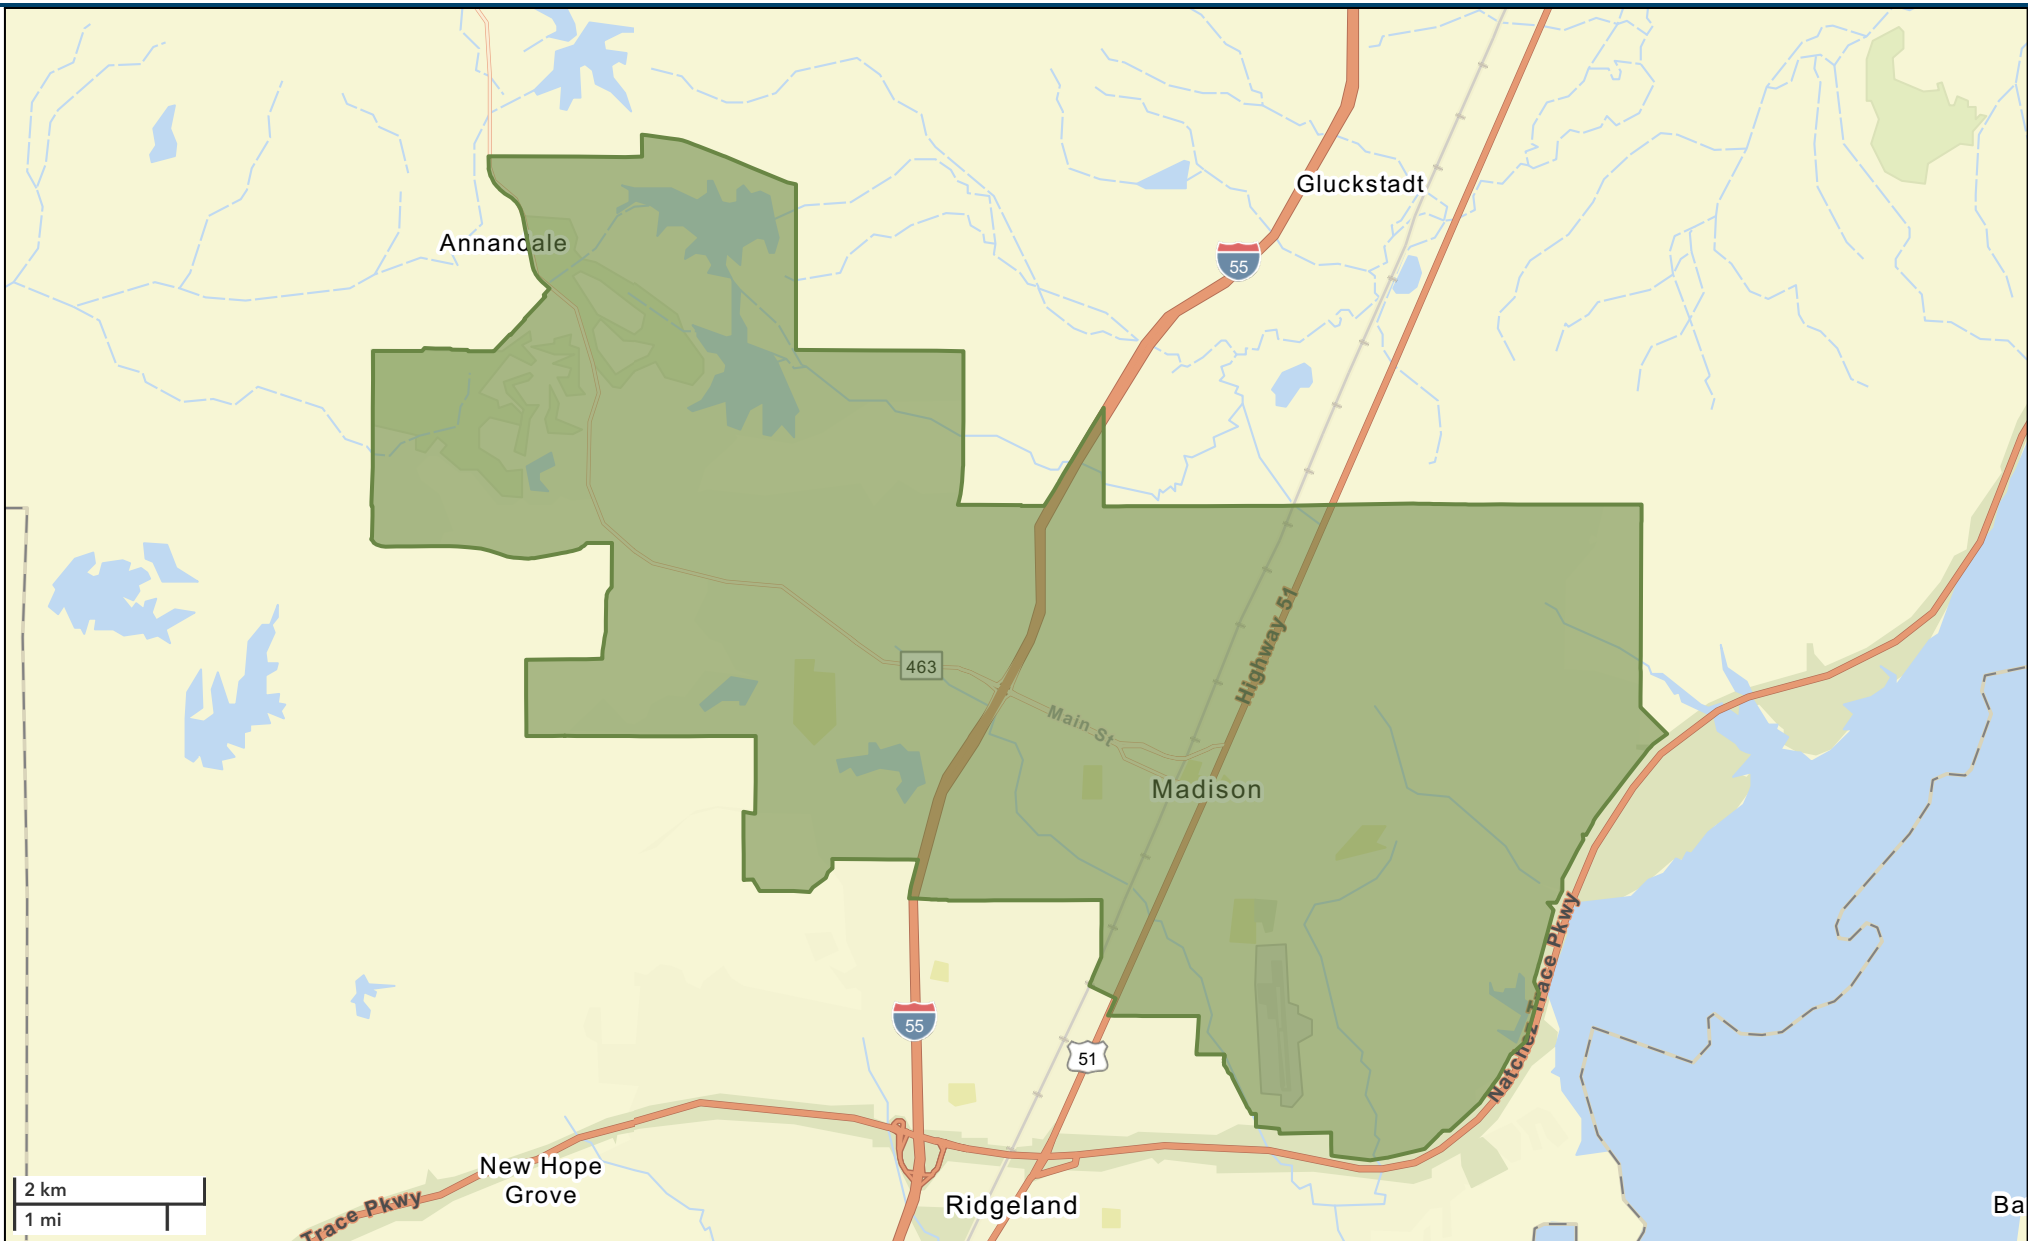 Gluckstadt
Annandale
55
Highway 51
463
Main St
Madison
Natchez Trace Pkwy
55
51
New Hope
Grove
2 km
1 mi
Trace Pkwy
Ridgeland
Ba